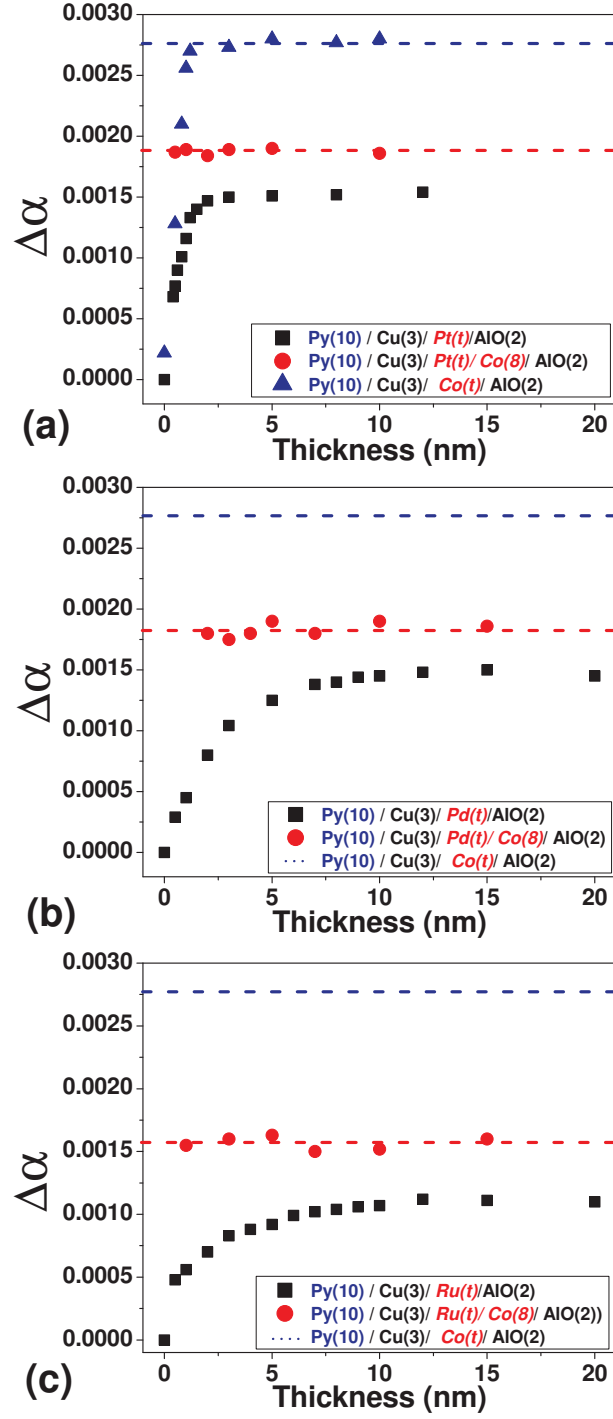 0.0030
0.0025
0.0020
0.0015
0.0010
0.0005
0.0000
Δα
Py(10) / Cu(3)/ Pt(t)/AlO(2)
Py(10) / Cu(3)/ Pt(t)/ Co(8)/ AlO(2)
Py(10) / Cu(3)/ Co(t)/ AlO(2)
0 5 10 15 20
(a)
Thickness (nm)
0.0030
0.0025
0.0020
0.0015
0.0010
0.0005
0.0000
Δα
Py(10) / Cu(3)/ Pd(t)/AlO(2)
Py(10) / Cu(3)/ Pd(t)/ Co(8)/ AlO(2)
Py(10) / Cu(3)/ Co(t)/ AlO(2)
0 5 10 15 20
(b)
Thickness (nm)
0.0030
0.0025
0.0020
0.0015
0.0010
0.0005
0.0000
Δα
Py(10) / Cu(3)/ Ru(t)/AlO(2)
Py(10) / Cu(3)/ Ru(t)/ Co(8)/ AlO(2))
Py(10) / Cu(3)/ Co(t)/ AlO(2)
0 5 10 15 20
(c)
Thickness (nm)